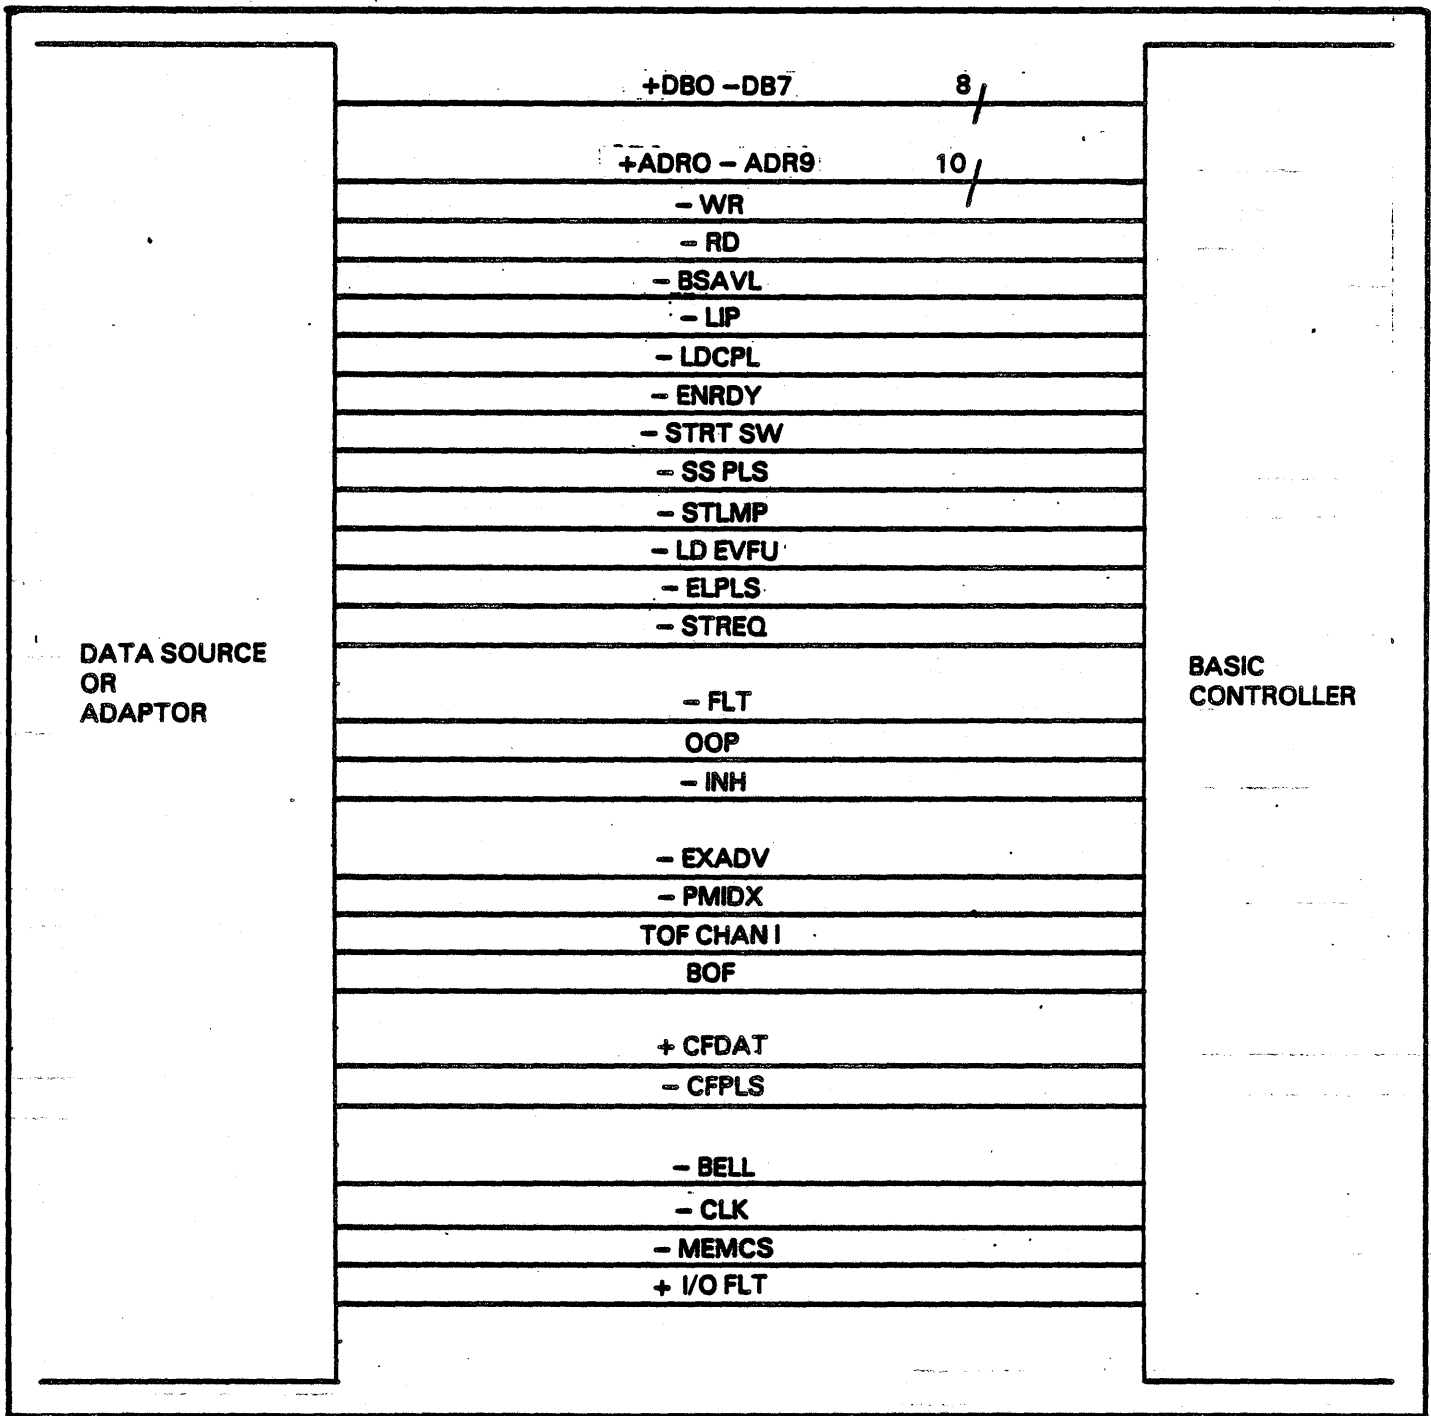 +DBO –DB7 8
+ADRO – ADR9 10
– WR
– RD
– BSAVL
– LIP
– LDCPL
– ENRDY
– STRT SW
– SS PLS
– STLMP
– LD EVFU
– ELPLS
– STREQ
DATA SOURCE
OR
ADAPTOR
BASIC
CONTROLLER
– FLT
OOP
– INH
– EXADV
– PMIDX
TOF CHAN I
BOF
+ CFDAT
– CFPLS
– BELL
– CLK
– MEMCS
+ I/O FLT